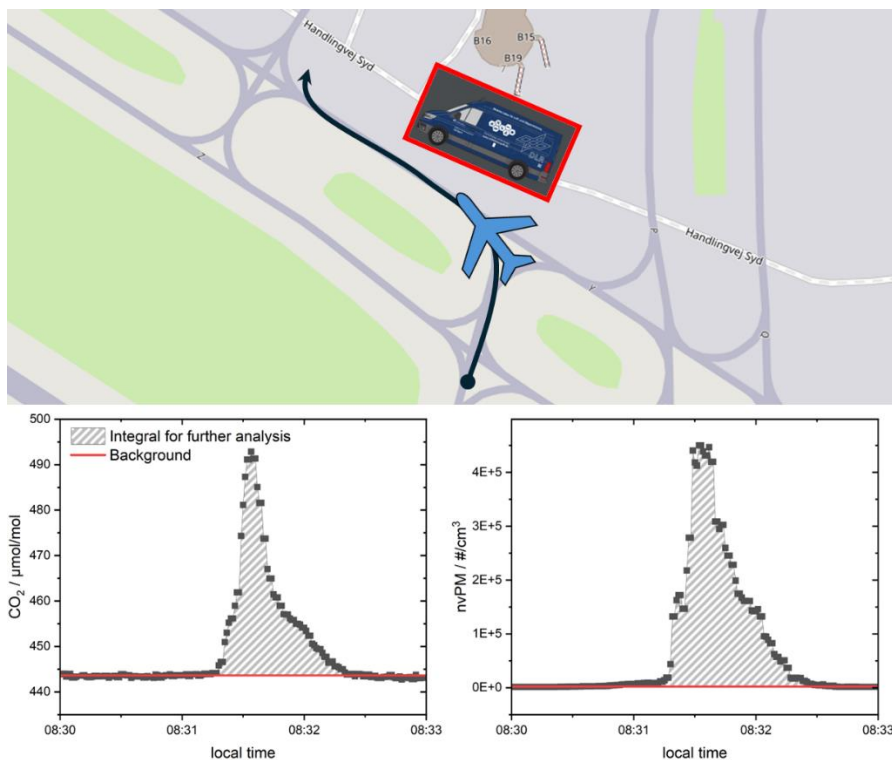 Handlingvej Syd
B16
B15
B19
DLR
Z
P
Handlingvej Syd
Y
Q
Integral for further analysis
Background
500
490
480
470
460
450
440
CO₂ / µmol/mol
08:30
08:31
08:32
08:33
local time
4E+5
3E+5
2E+5
1E+5
0E+0
nvPM / #/cm³
08:30
08:31
08:32
08:33
local time